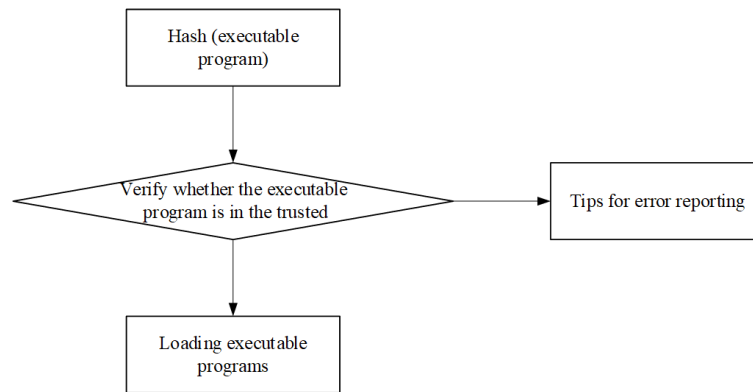 Hash (executable
program)
Verify whether the executable
program is in the trusted
Tips for error reporting
Loading executable
programs